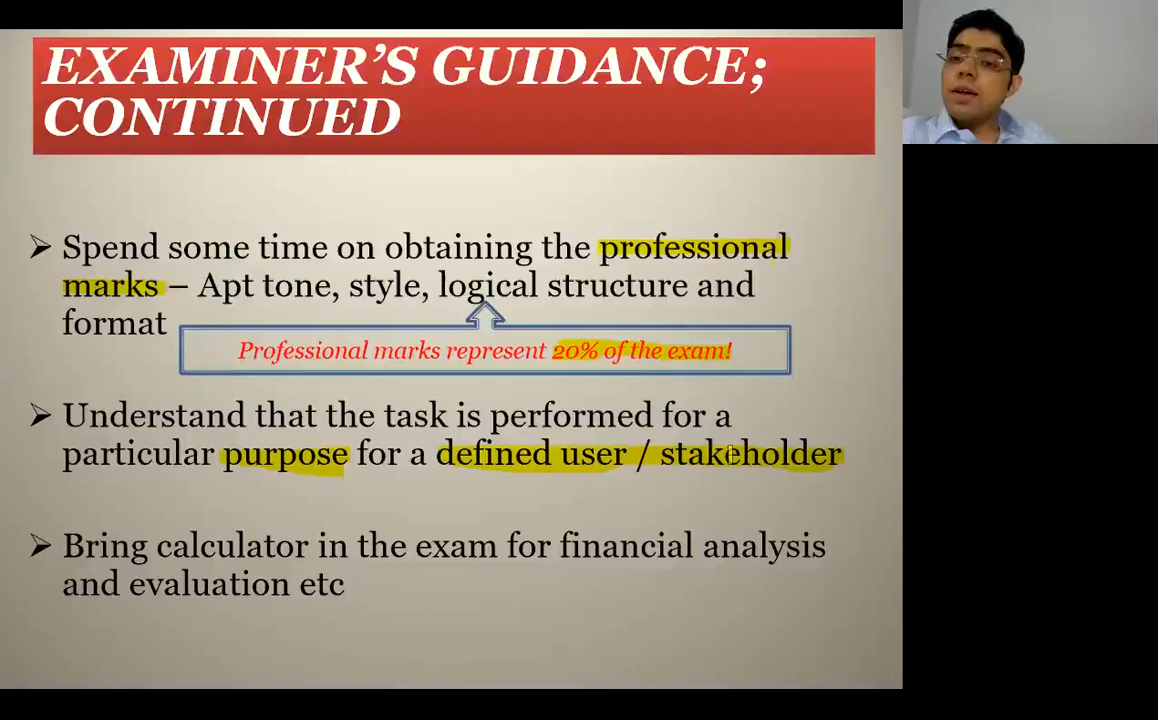 EXAMINER'S GUIDANCE;
CONTINUED
➢ Spend some time on obtaining the professional
marks – Apt tone, style, logical structure and
format
Professional marks represent 20% of the exam!
➢ Understand that the task is performed for a
particular purpose for a defined user / stakeholder
➢ Bring calculator in the exam for financial analysis
and evaluation etc